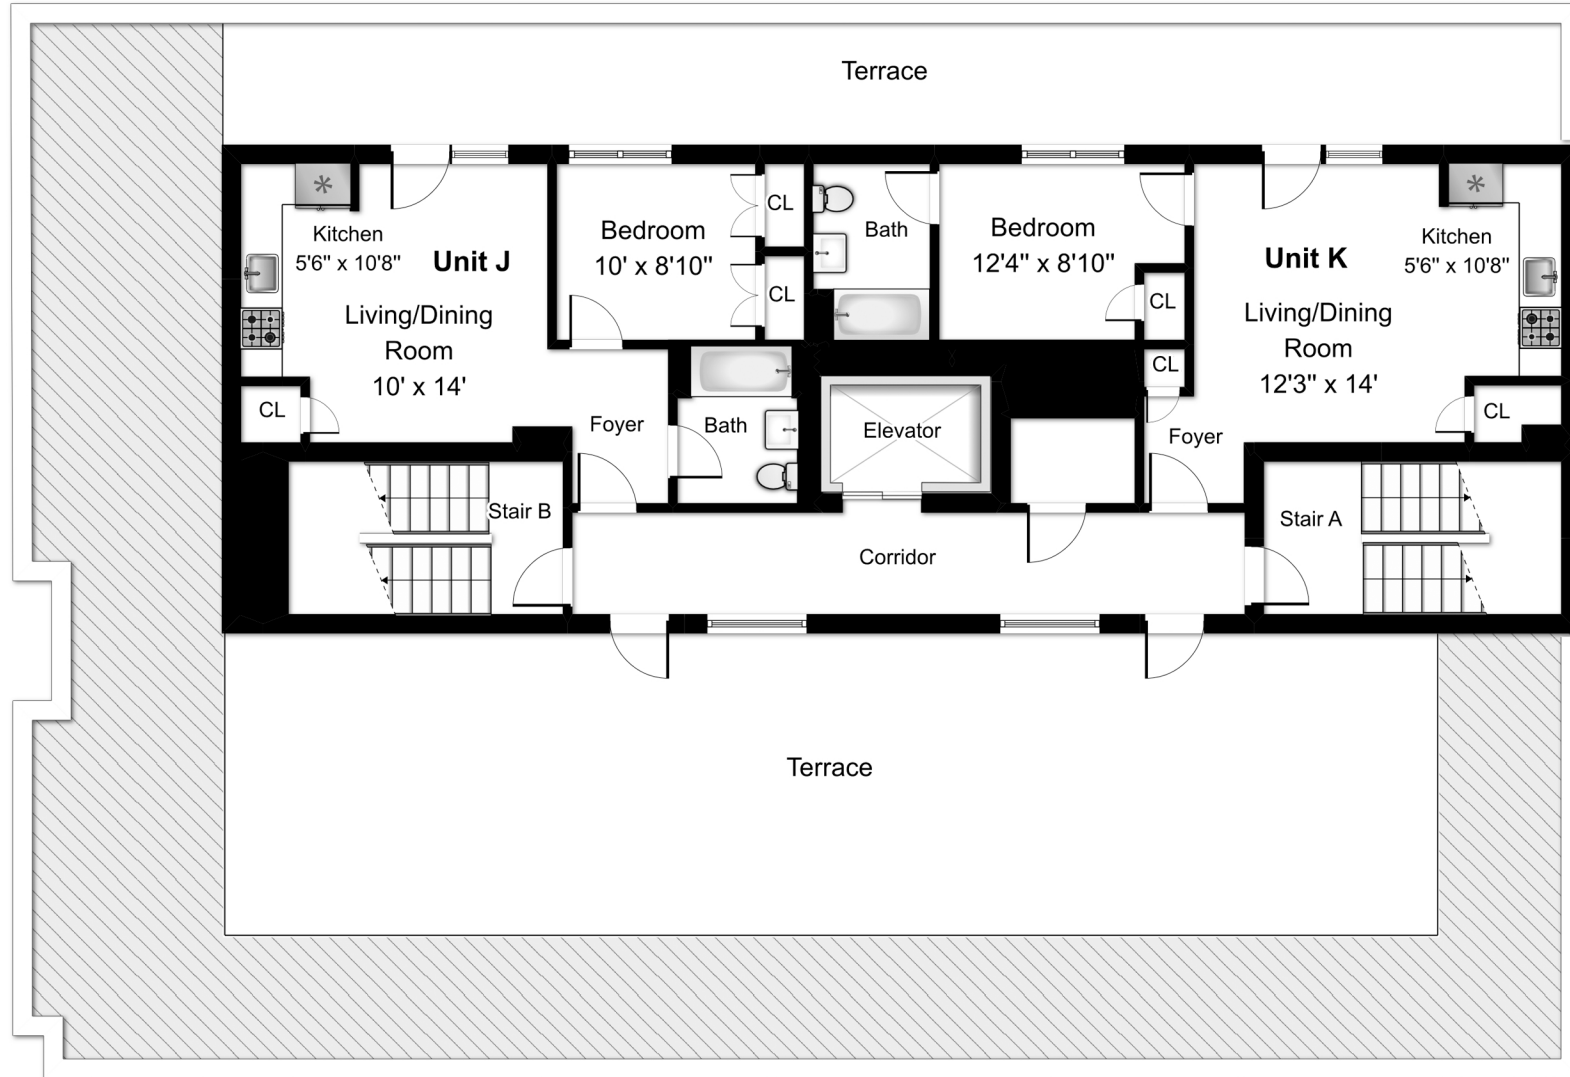 Terrace
Kitchen
5'6" x 10'8"
Unit J
Living/Dining
Room
10' x 14'
CL
Bedroom
10' x 8'10"
CL
CL
Bath
Bedroom
12'4" x 8'10"
CL
CL
Unit K
Kitchen
5'6" x 10'8"
Living/Dining
Room
12'3" x 14'
CL
Foyer
Bath
Elevator
Foyer
Stair B
Corridor
Stair A
Terrace